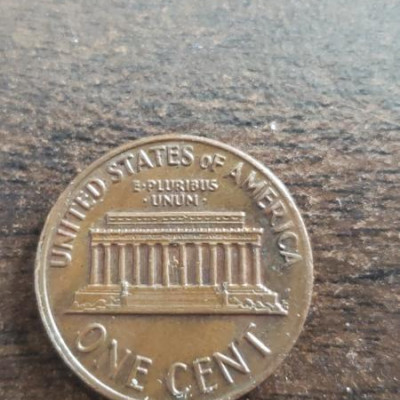 UNITED STATES OF AMERICA
E·PLURIBUS
·UNUM·
ONE CENT